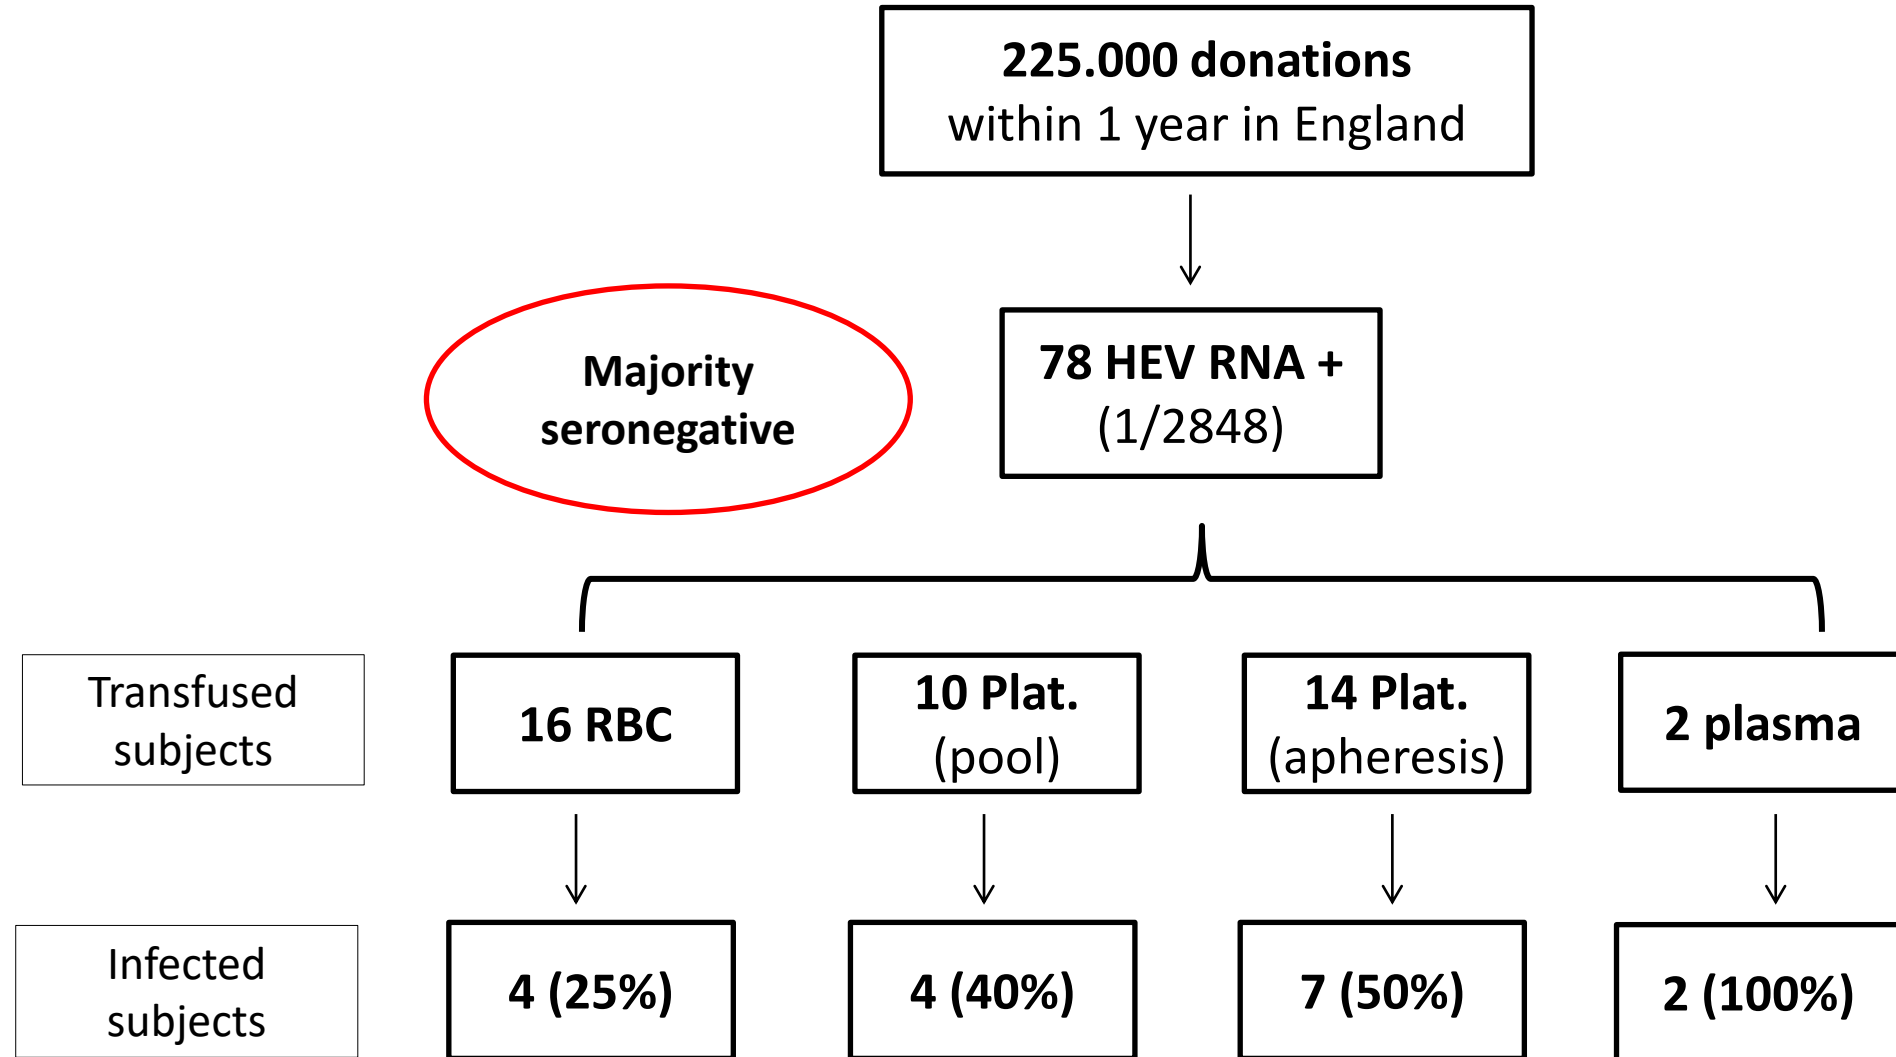 225.000 donations
within 1 year in England
Majority
seronegative
78 HEV RNA +
(1/2848)
Transfused
subjects
16 RBC
10 Plat.
(pool)
14 Plat.
(apheresis)
2 plasma
Infected
subjects
4 (25%)
4 (40%)
7 (50%)
2 (100%)